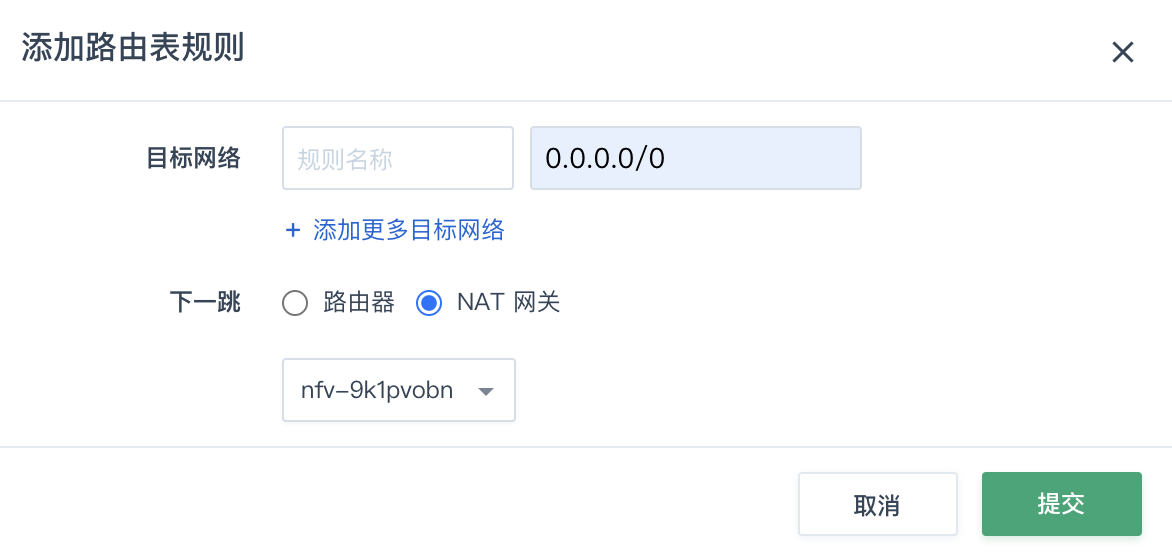 添加路由表规则
目标网络
规则名称
0.0.0.0/0
+ 添加更多目标网络
下一跳
路由器
NAT 网关
nfv-9k1pvobn
取消
提交